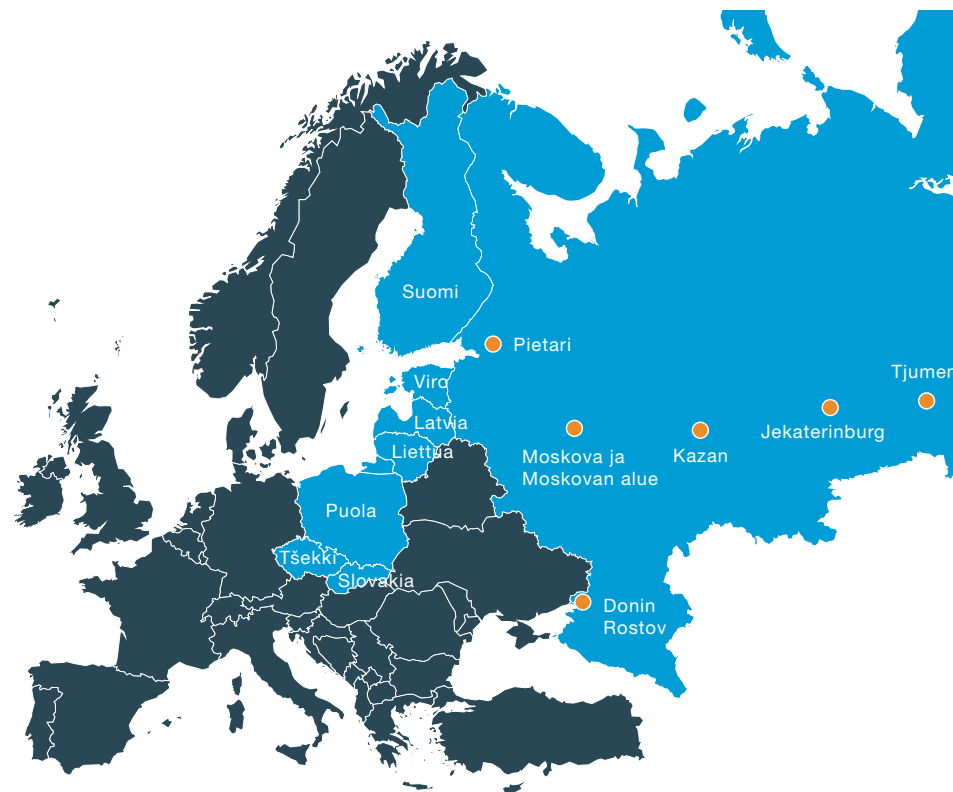 Suomi
Pietari
Viro
Tjumen
Latvia
Jekaterinburg
Liettua
Moskova ja
Moskovan alue
Kazan
Puola
Tšekki
Slovakia
Donin
Rostov